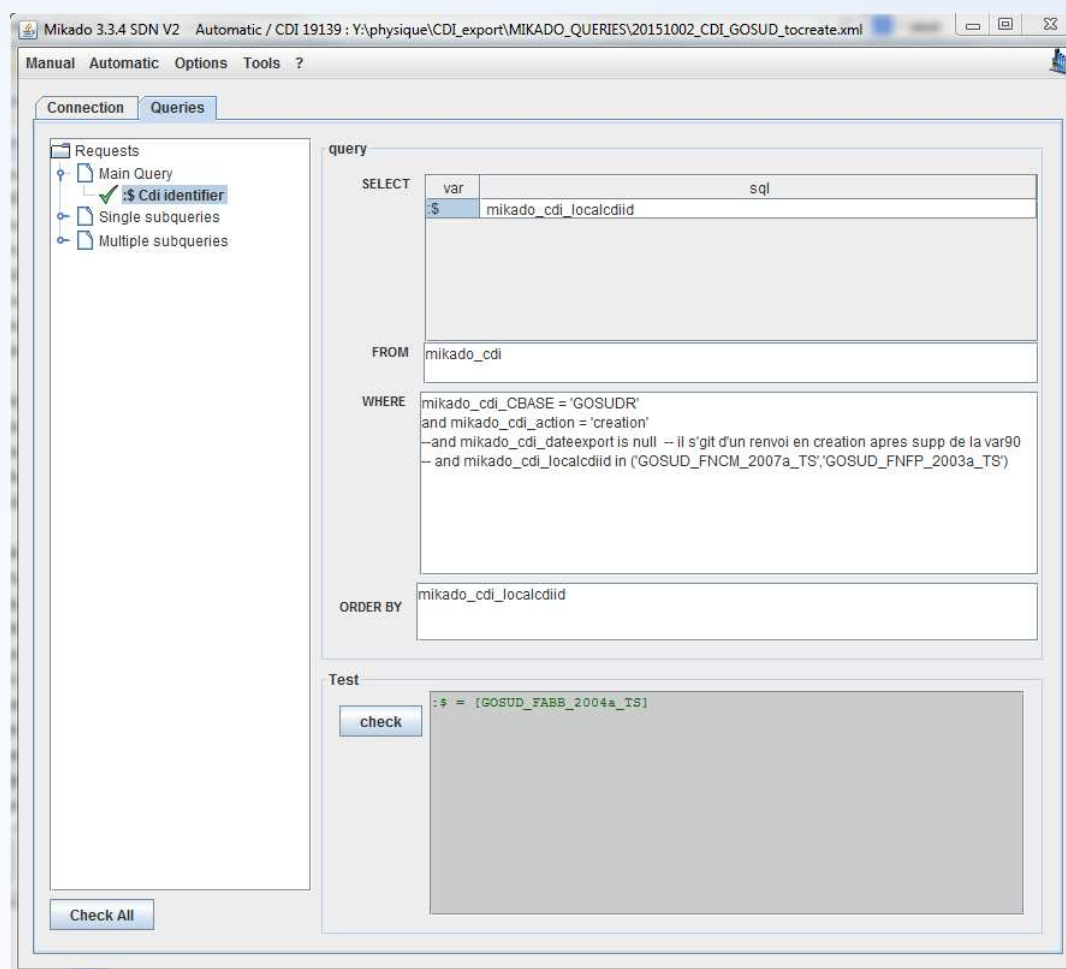 Mikado 3.3.4 SDN V2 Automatic / CDI 19139 : Y:\physique\CDI_export\MIKADO_QUERIES\20151002_CDI_GOSUD_tocreate.xml
Manual Automatic Options Tools ?
Connection Queries
Requests
Main Query
:$ Cdi identifier
Single subqueries
Multiple subqueries
Check All
query
SELECT
var sql
:$ mikado_cdi_localcdiid
FROM
mikado_cdi
WHERE
mikado_cdi_CBASE = 'GOSUDR'
and mikado_cdi_action = 'creation'
--and mikado_cdi_dateexport is null -- il s'git d'un renvoi en creation apres supp de la var90
-- and mikado_cdi_localcdiid in ('GOSUD_FNCM_2007a_TS','GOSUD_FNFP_2003a_TS')
ORDER BY
mikado_cdi_localcdiid
Test
check
:$ = [GOSUD_FABB_2004a_TS]